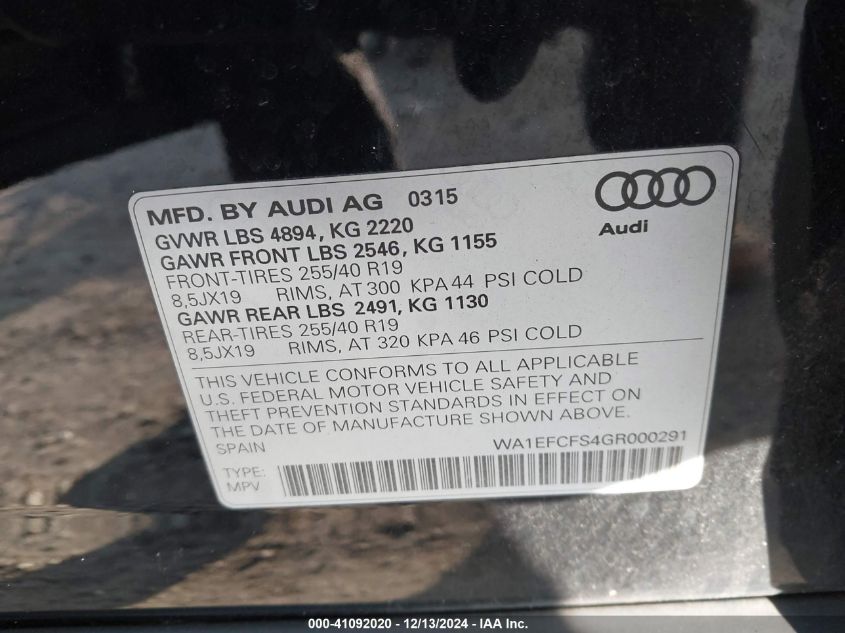 MFD. BY AUDI AG 0315
GVWR LBS 4894, KG 2220
GAWR FRONT LBS 2546, KG 1155
FRONT-TIRES 255/40 R19
8,5JX19 RIMS, AT 300 KPA 44 PSI COLD
GAWR REAR LBS 2491, KG 1130
REAR-TIRES 255/40 R19
8,5JX19 RIMS, AT 320 KPA 46 PSI COLD
Audi
THIS VEHICLE CONFORMS TO ALL APPLICABLE
U.S. FEDERAL MOTOR VEHICLE SAFETY AND
THEFT PREVENTION STANDARDS IN EFFECT ON
THE DATE OF MANUFACTURE SHOWN ABOVE.
SPAIN WA1EFCFS4GR000291
TYPE:
MPV
000-41092020 - 12/13/2024 - IAA Inc.